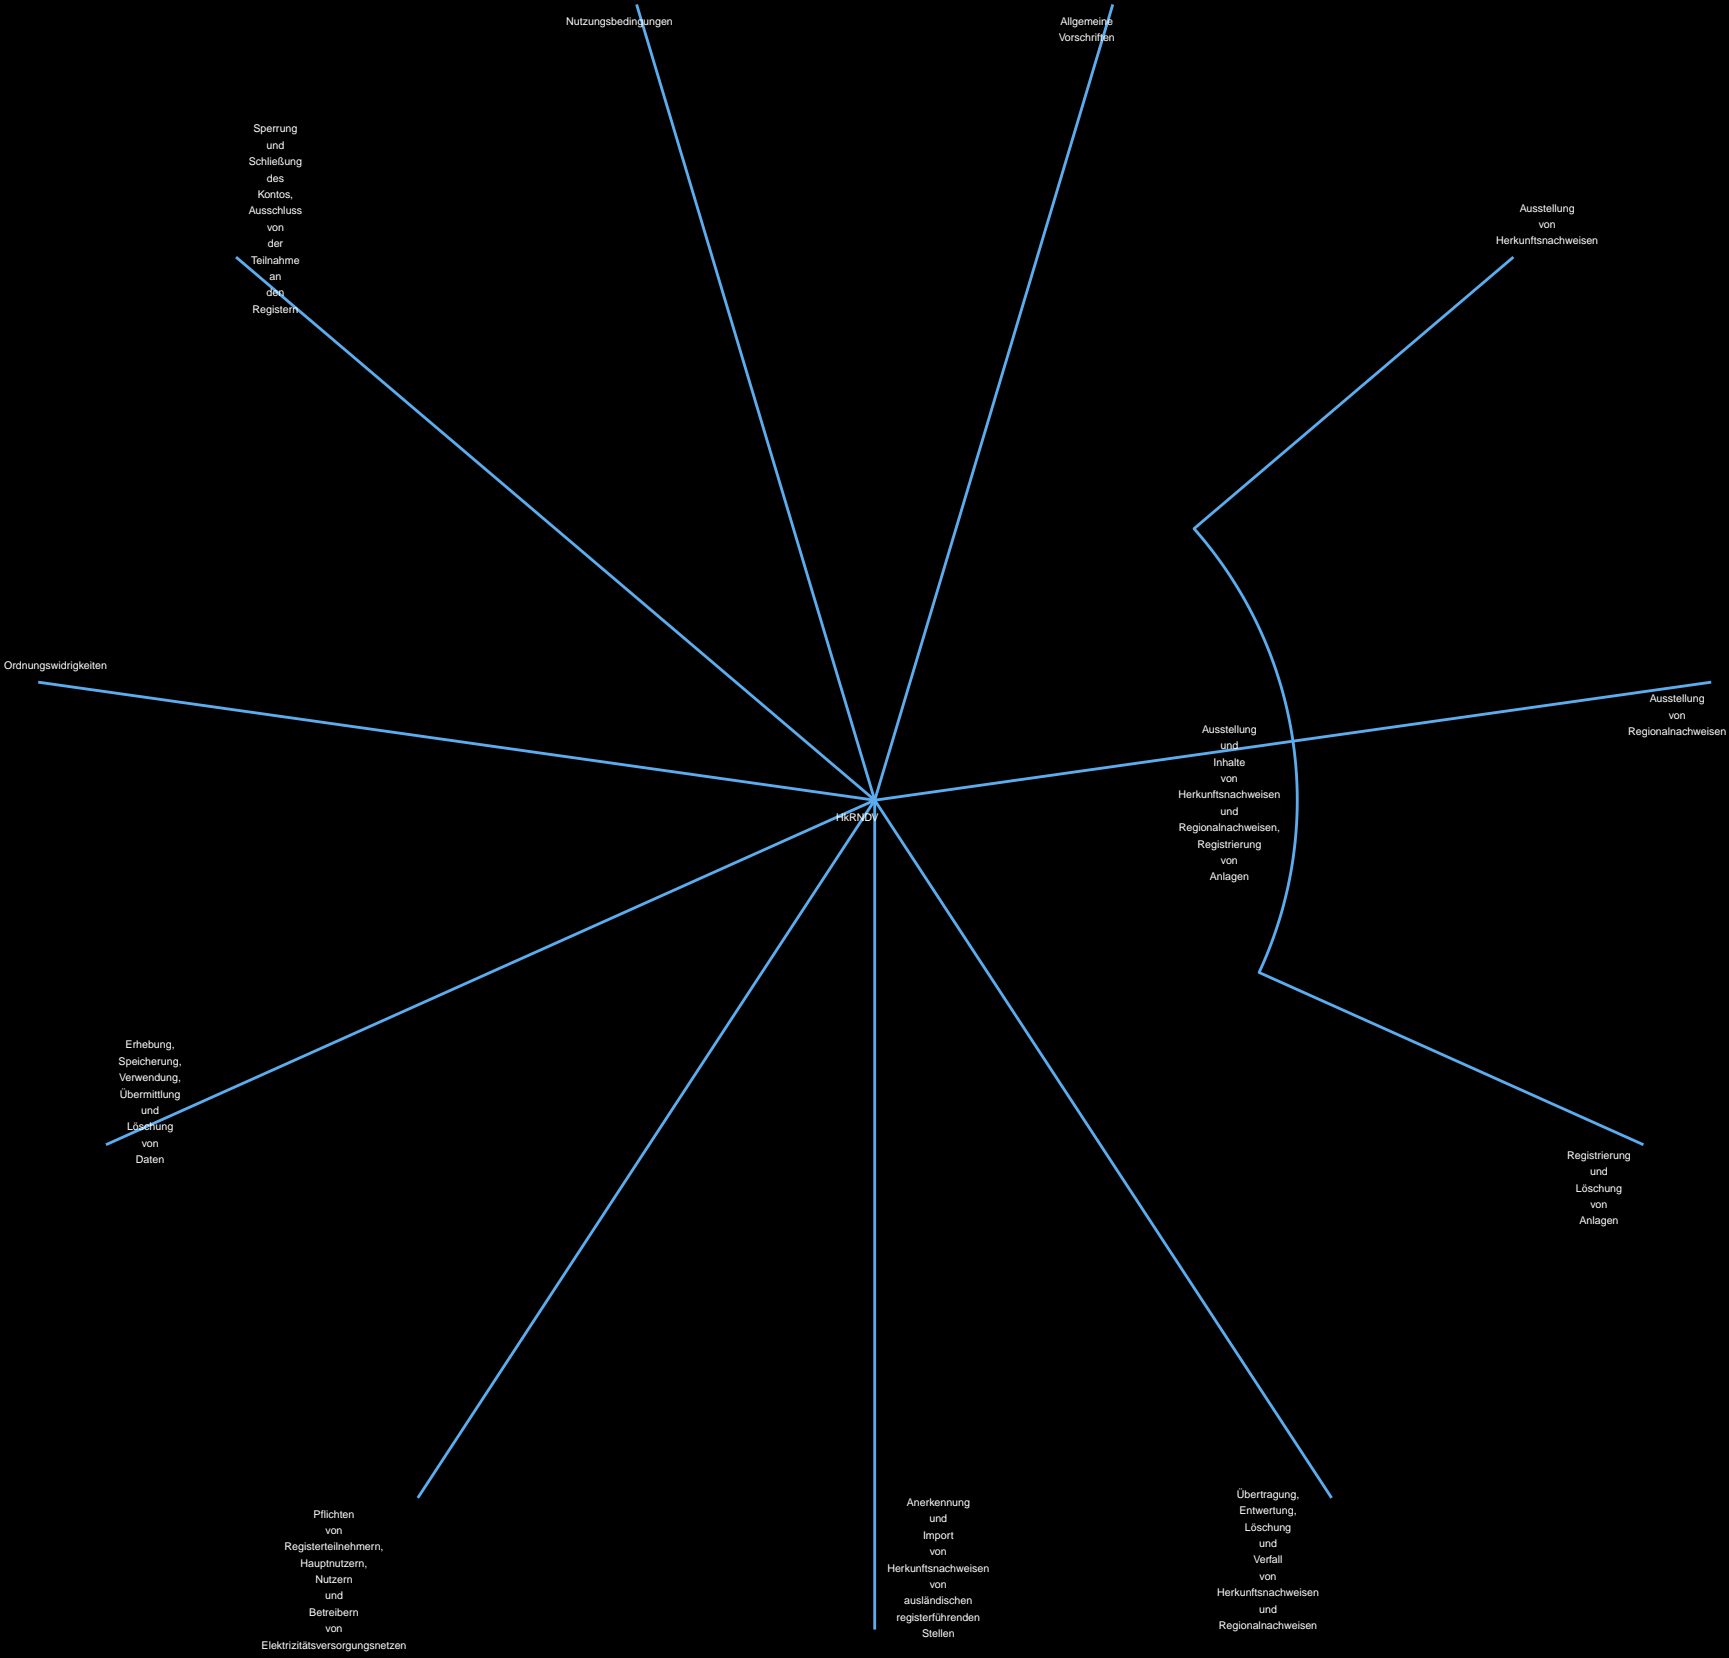 Nutzungsbedingungen
Allgemeine
Vorschriften
Sperrung
und
Schließung
des
Kontos,
Ausschluss
von
der
Teilnahme
an
den
Registern
Ausstellung
von
Herkunftsnachweisen
Ordnungswidrigkeiten
Ausstellung
von
Regionalnachweisen
Ausstellung
und
Inhalte
von
Herkunftsnachweisen
und
Regionalnachweisen,
Registrierung
von
Anlagen
HkRNDV
Erhebung,
Speicherung,
Verwendung,
Übermittlung
und
Löschung
von
Daten
Registrierung
und
Löschung
von
Anlagen
Pflichten
von
Registerteilnehmern,
Hauptnutzern,
Nutzern
und
Betreibern
von
Elektrizitätsversorgungsnetzen
Anerkennung
und
Import
von
Herkunftsnachweisen
von
ausländischen
registerführenden
Stellen
Übertragung,
Entwertung,
Löschung
und
Verfall
von
Herkunftsnachweisen
und
Regionalnachweisen